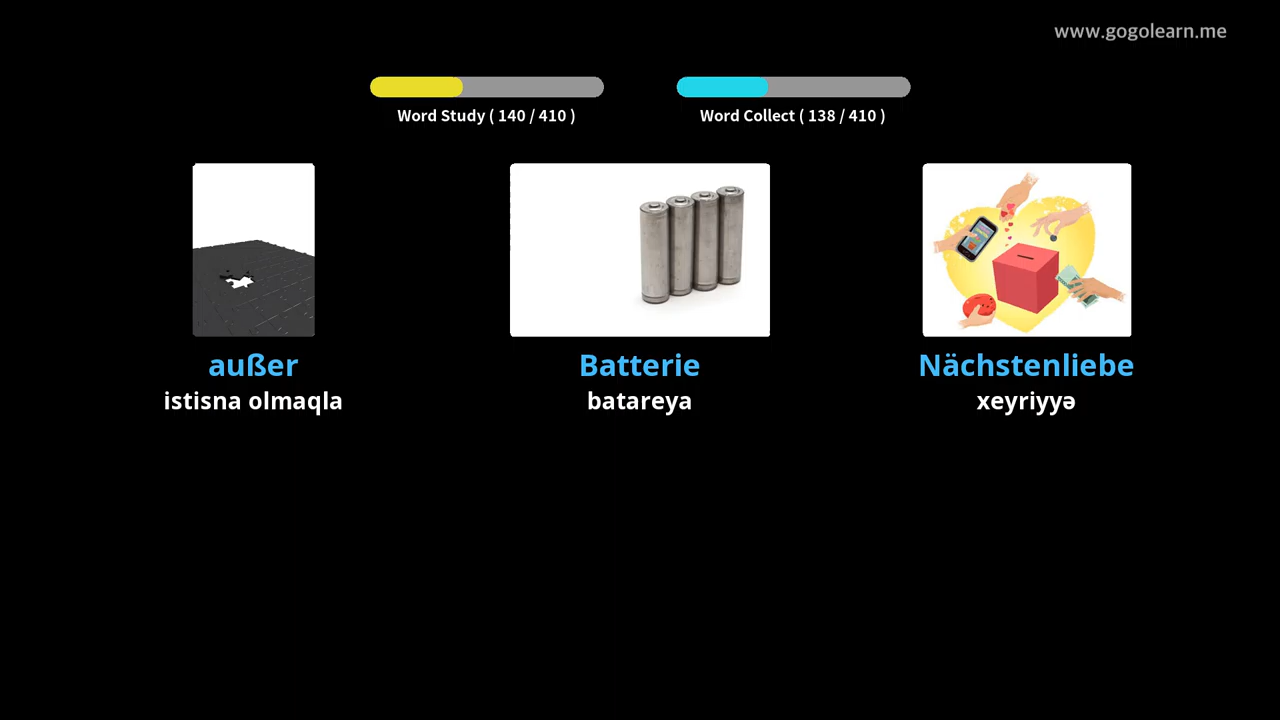 www.gogolearn.me
Word Study ( 140 / 410 )
Word Collect ( 138 / 410 )
außer
istisna olmaqla
Batterie
batareya
Nächstenliebe
xeyriyyə